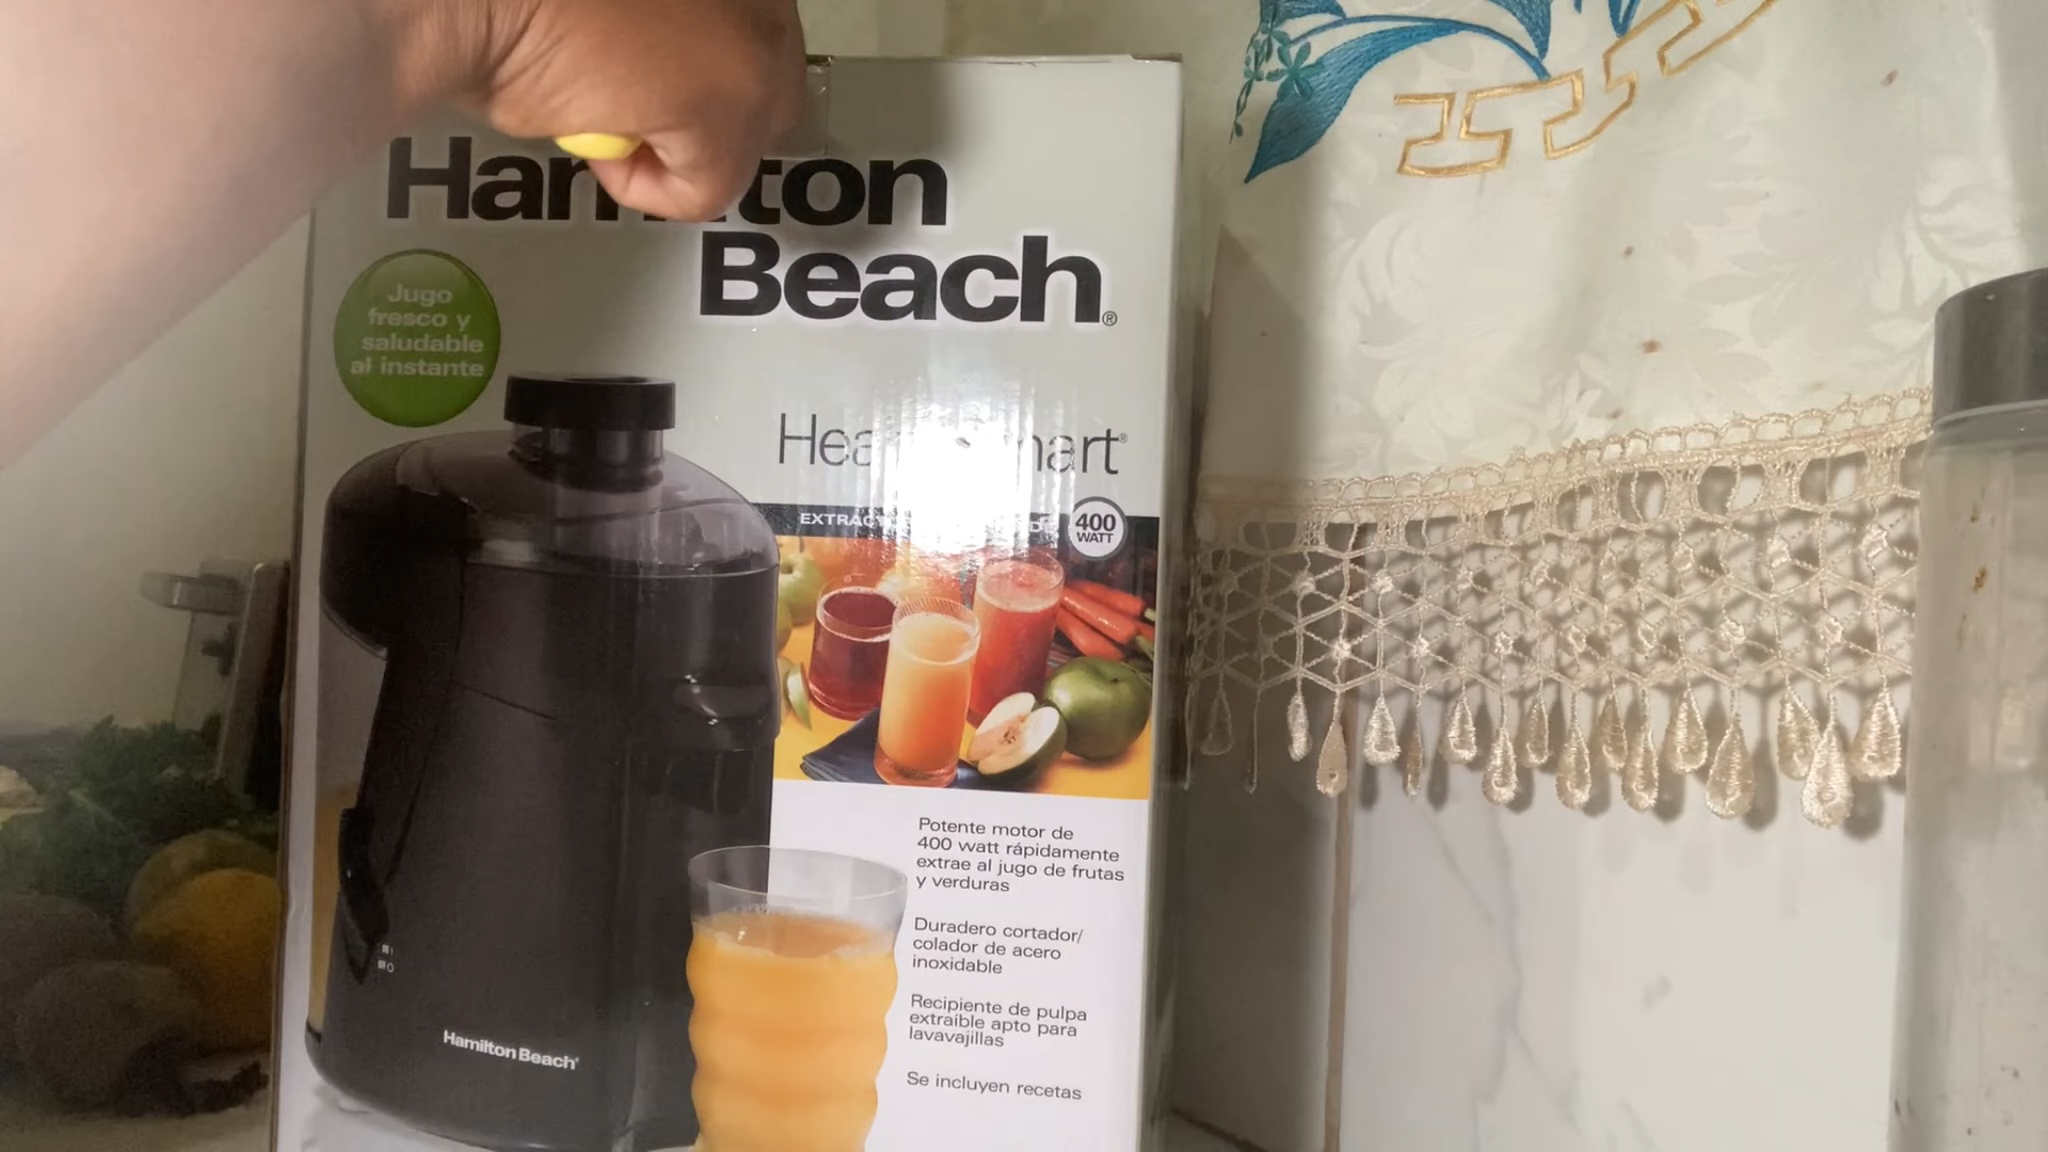 Hamilton
Beach®
Jugo
fresco y
saludable
al instante
400
WATT
Potente motor de
400 watt rápidamente
extrae al jugo de frutas
y verduras
Duradero cortador/
colador de acero
inoxidable
Recipiente de pulpa
extraíble apto para
lavavajillas
Se incluyen recetas
Hamilton Beach®